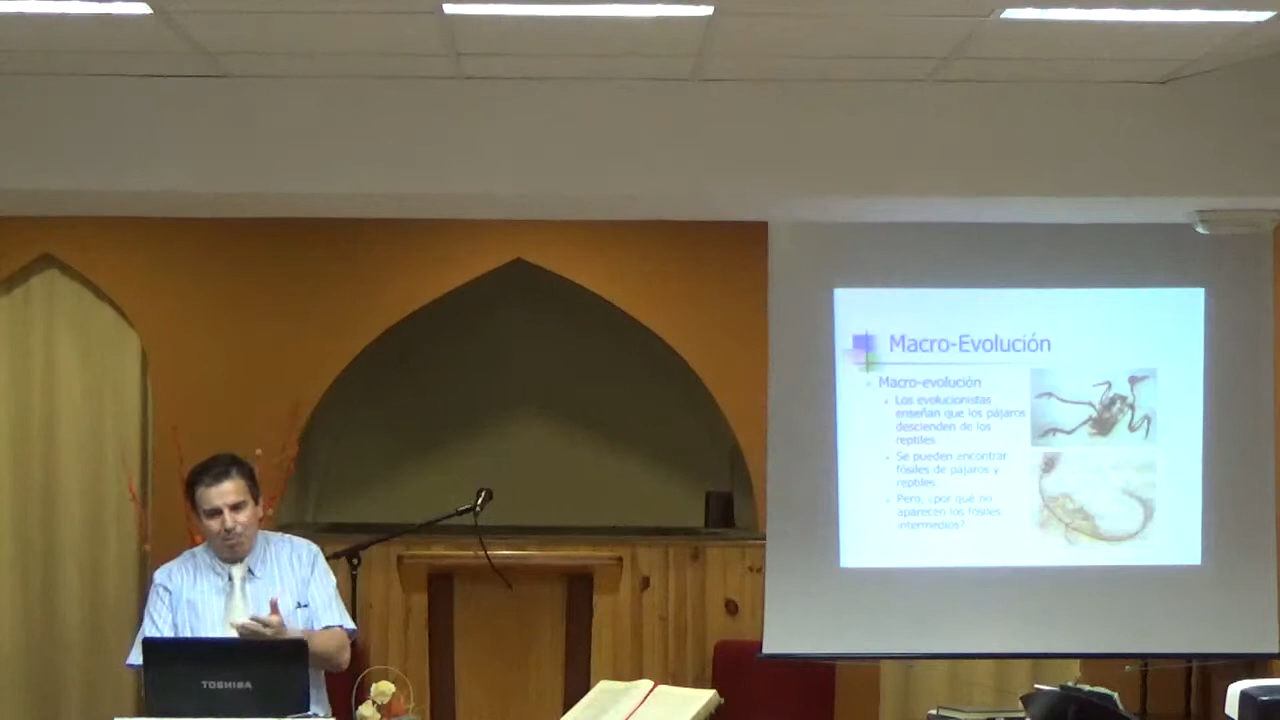 Macro-Evolución
Macro-evolución
Los evolucionistas
enseñan que los pájaros
descienden de los
reptiles
Se pueden encontrar
fósiles de pájaros y
reptiles
Pero, ¿por qué no
aparecen los fósiles
intermedios?
TOSHIBA